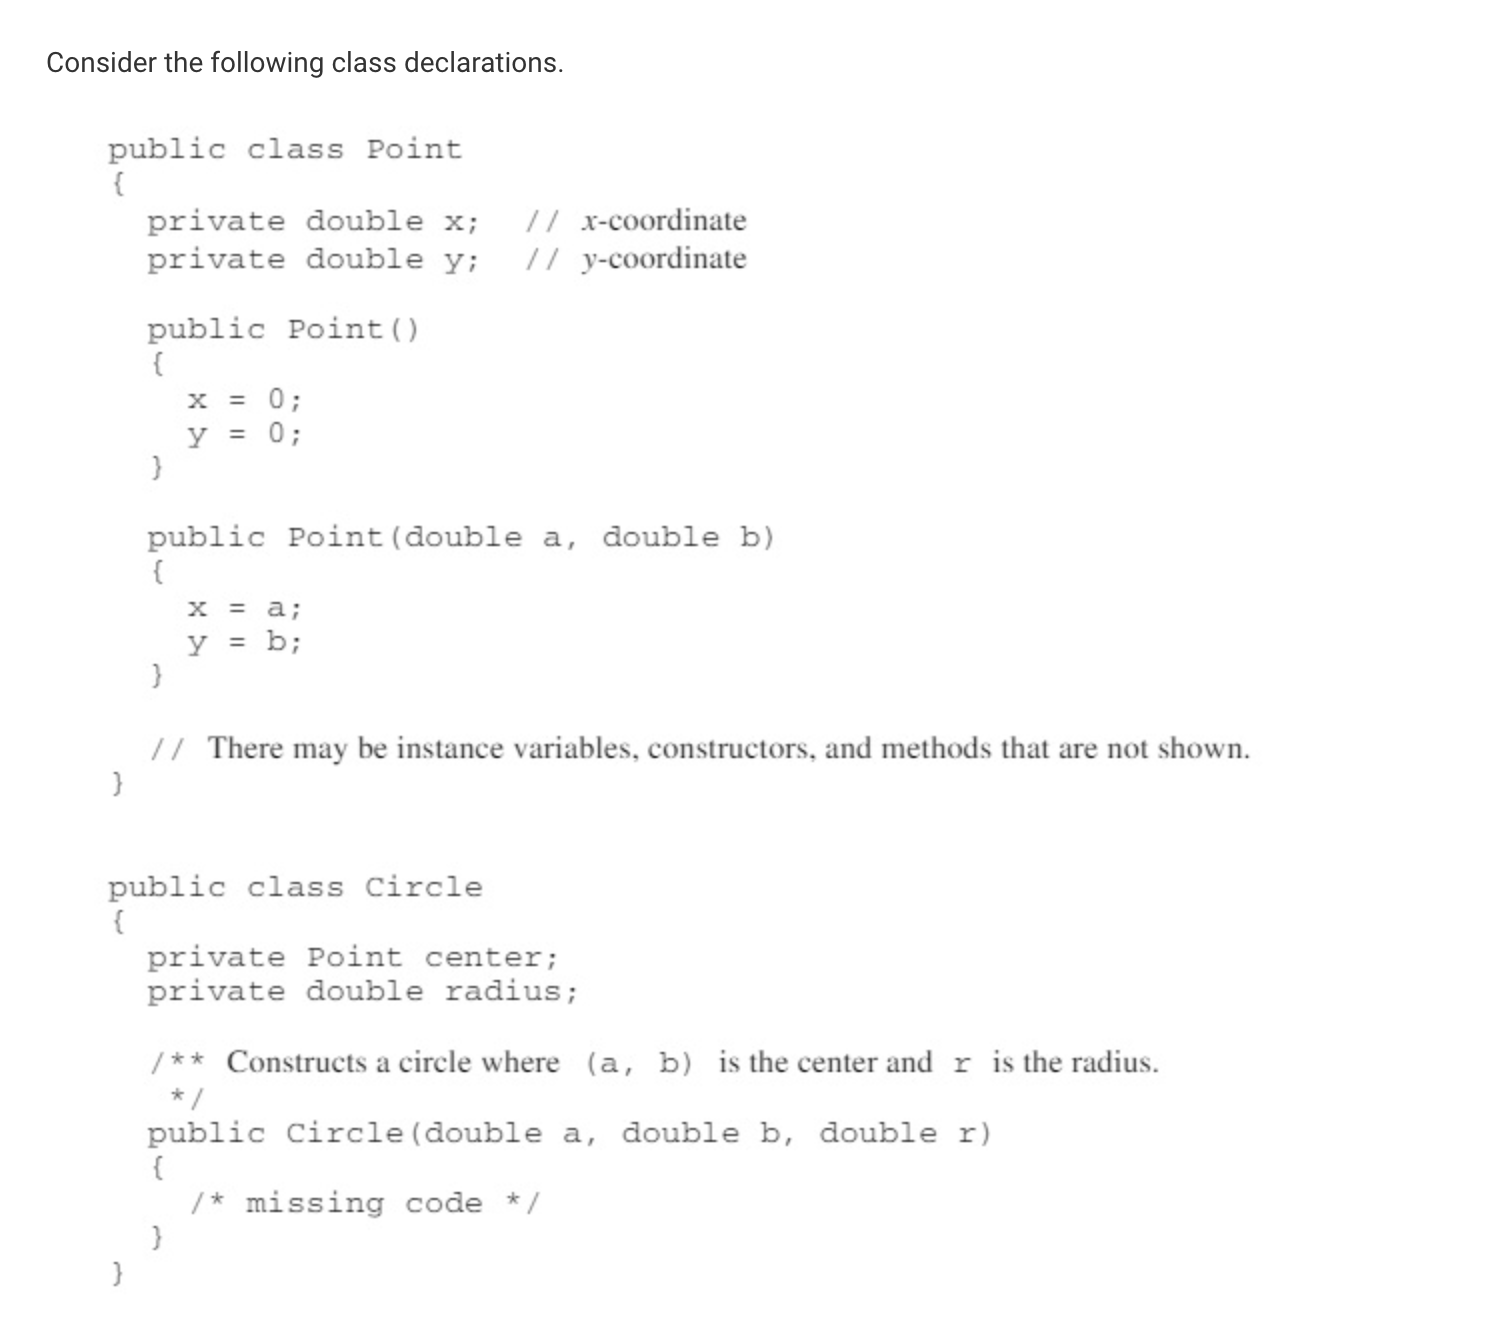 Consider the following class declarations.
public class Point
{
private double x; // x-coordinate
private double y; // y-coordinate
public Point()
{
x = 0;
y = 0;
}
public Point(double a, double b)
{
x = a;
y = b;
}
// There may be instance variables, constructors, and methods that are not shown.
}
public class Circle
{
private Point center;
private double radius;
/** Constructs a circle where (a, b) is the center and r is the radius.
*/
public Circle(double a, double b, double r)
{
/* missing code */
}
}